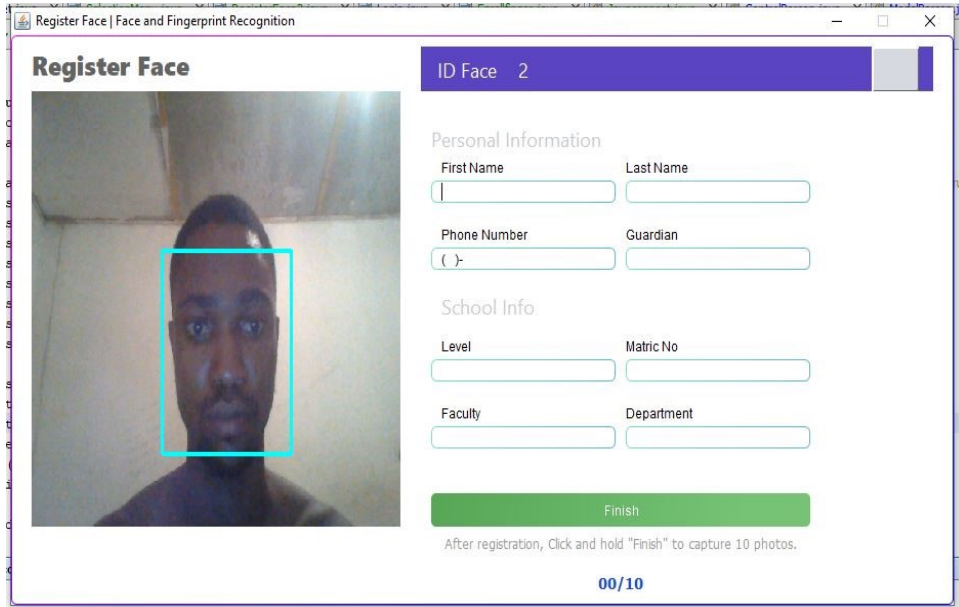 Register Face | Face and Fingerprint Recognition
Register Face
ID Face 2
Personal Information
First Name Last Name
Phone Number Guardian
( )-
School Info
Level Matric No
Faculty Department
Finish
After registration, Click and hold "Finish" to capture 10 photos.
00/10